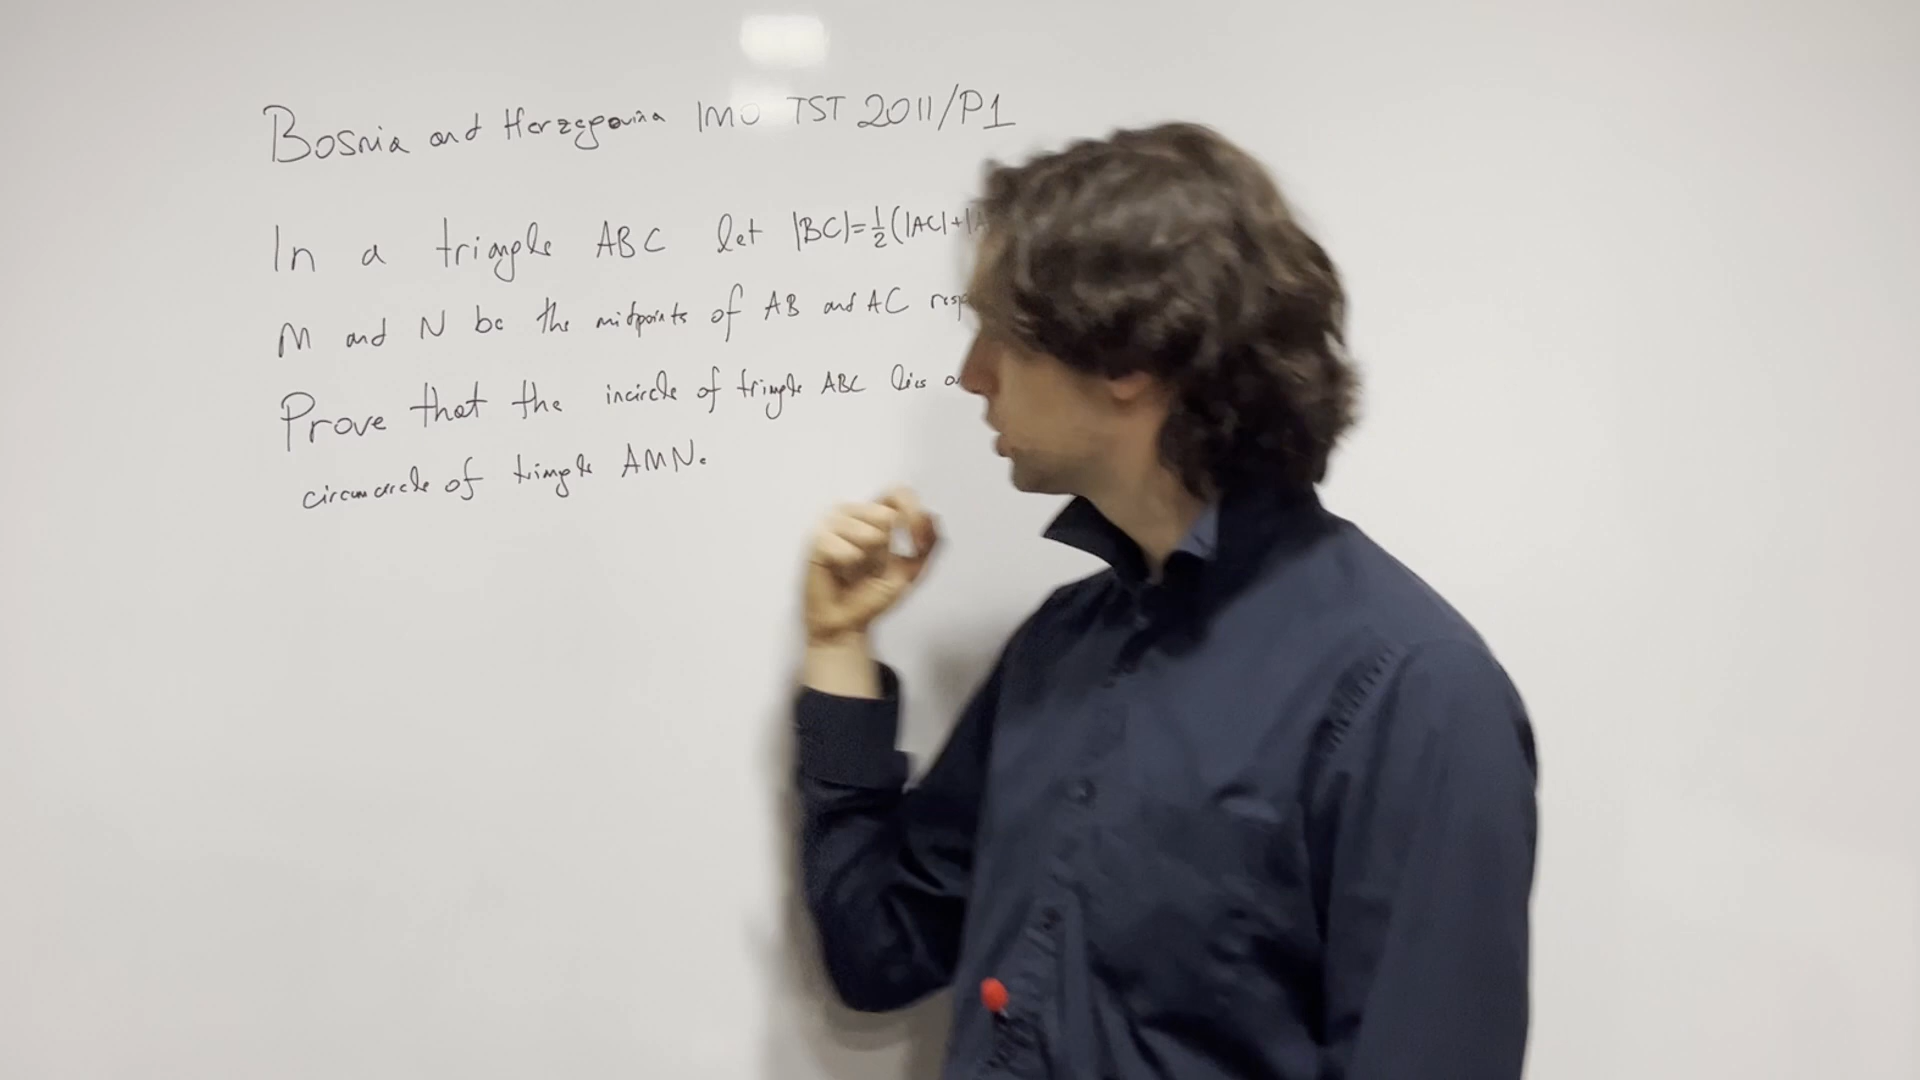 Bosnia and Herzegovina IMO TST 2011/P1
In a triangle ABC let |BC|=½(|AC|+|A
M and N be the midpoints of AB and AC resp
Prove that the incircle of triangle ABC lies o
circumcircle of triangle AMN.